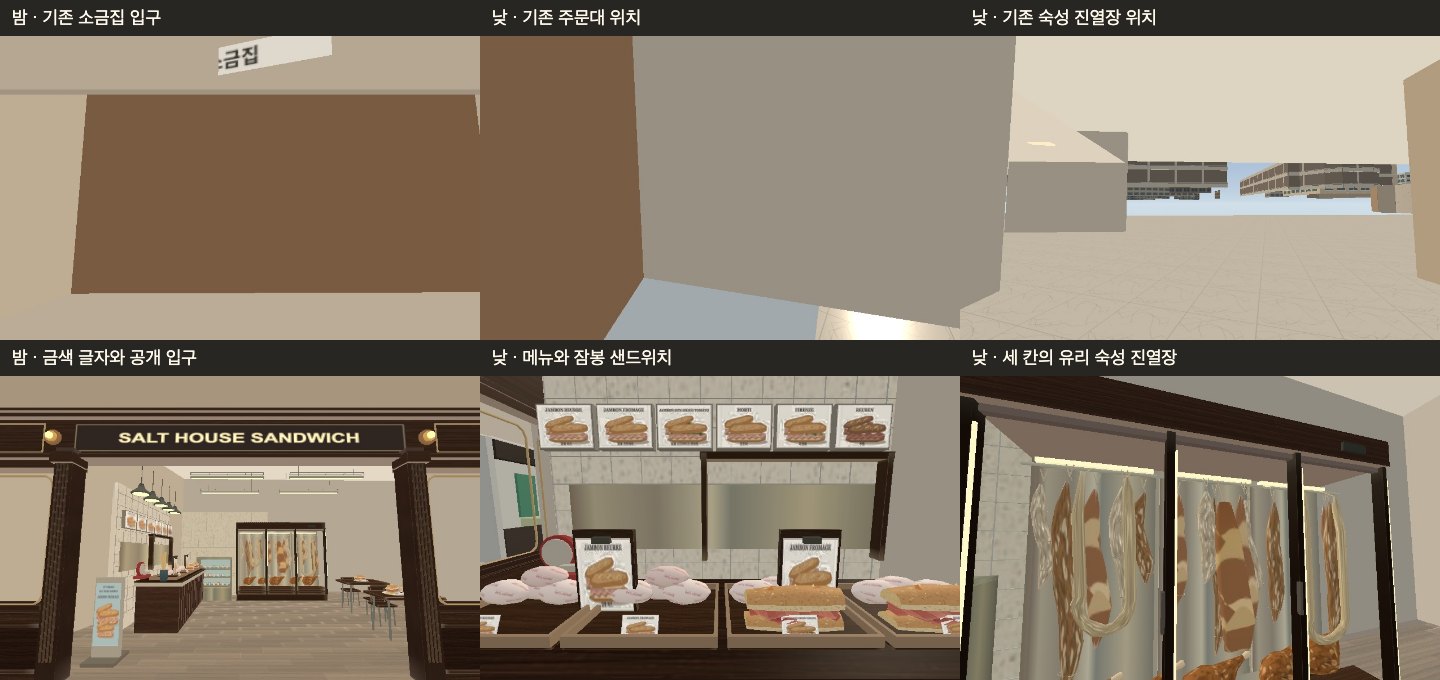 밤 · 기존 소금집 입구
낮 · 기존 주문대 위치
낮 · 기존 숙성 진열장 위치
금집
밤 · 금색 글자와 공개 입구
낮 · 메뉴와 잠봉 샌드위치
낮 · 세 칸의 유리 숙성 진열장
SALT HOUSE SANDWICH
JAMBON BEURRE
JAMBON FROMAGE
REUBEN
JAMBON BEURRE
JAMBON FROMAGE